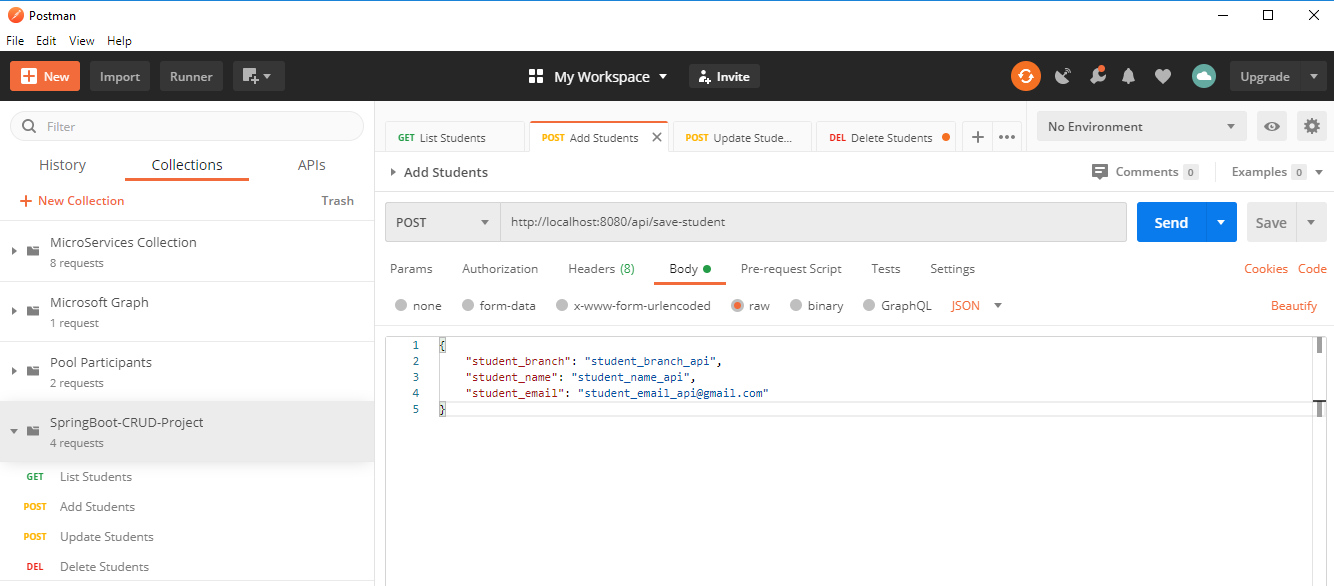 Postman
File Edit View Help
New Import Runner My Workspace Invite Upgrade
Filter
History Collections APIs
New Collection Trash
MicroServices Collection
8 requests
Microsoft Graph
1 request
Pool Participants
2 requests
SpringBoot-CRUD-Project
4 requests
GET List Students
POST Add Students
POST Update Students
DEL Delete Students
GET List Students POST Add Students POST Update Stude... DEL Delete Students No Environment
Add Students Comments 0 Examples 0
POST http://localhost:8080/api/save-student Send Save
Params Authorization Headers (8) Body Pre-request Script Tests Settings Cookies Code
none form-data x-www-form-urlencoded raw binary GraphQL JSON Beautify
1 {
2 "student_branch": "student_branch_api",
3 "student_name": "student_name_api",
4 "student_email": "student_email_api@gmail.com"
5 }